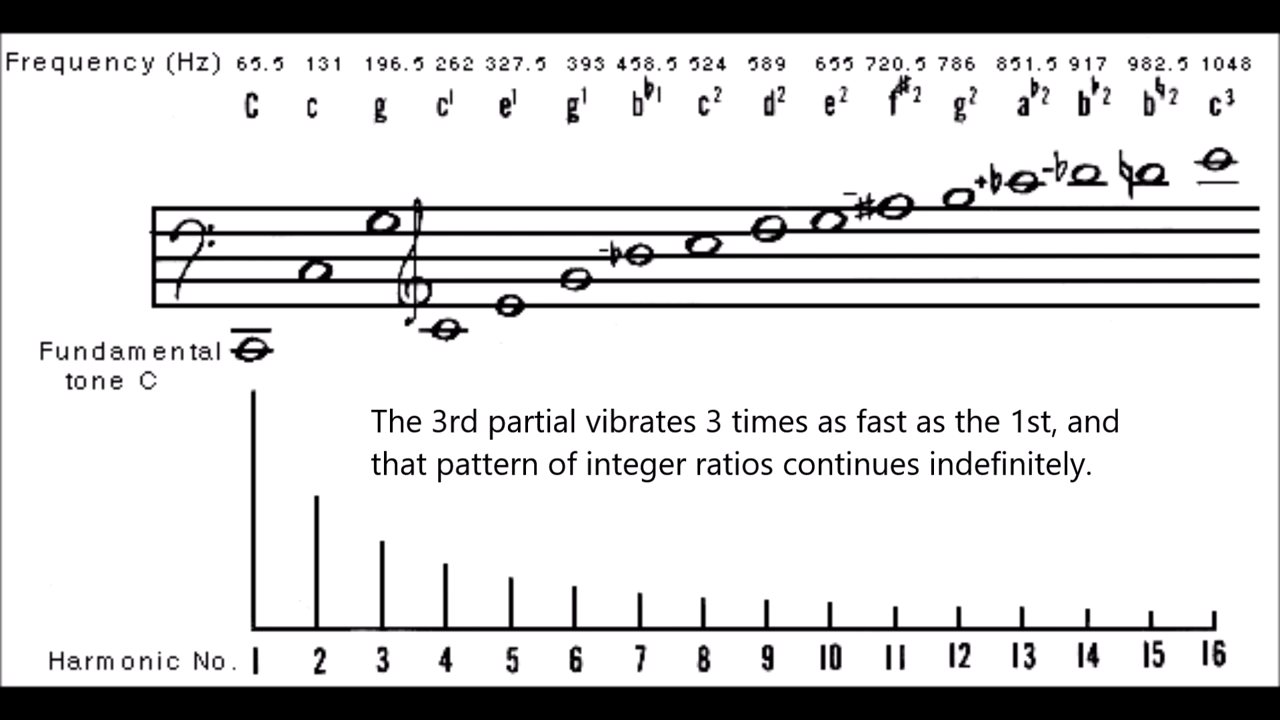 Frequency (Hz) 65.5 131 196.5 262 327.5 393 458.5 524 589 655 720.5 786 851.5 917 982.5 1048
C c g c¹ e¹ g¹ b♭¹ c² d² e² f♯² g² a♭² b♭² b♮² c³
Fundamental
tone C
The 3rd partial vibrates 3 times as fast as the 1st, and
that pattern of integer ratios continues indefinitely.
Harmonic No. 1 2 3 4 5 6 7 8 9 10 11 12 13 14 15 16